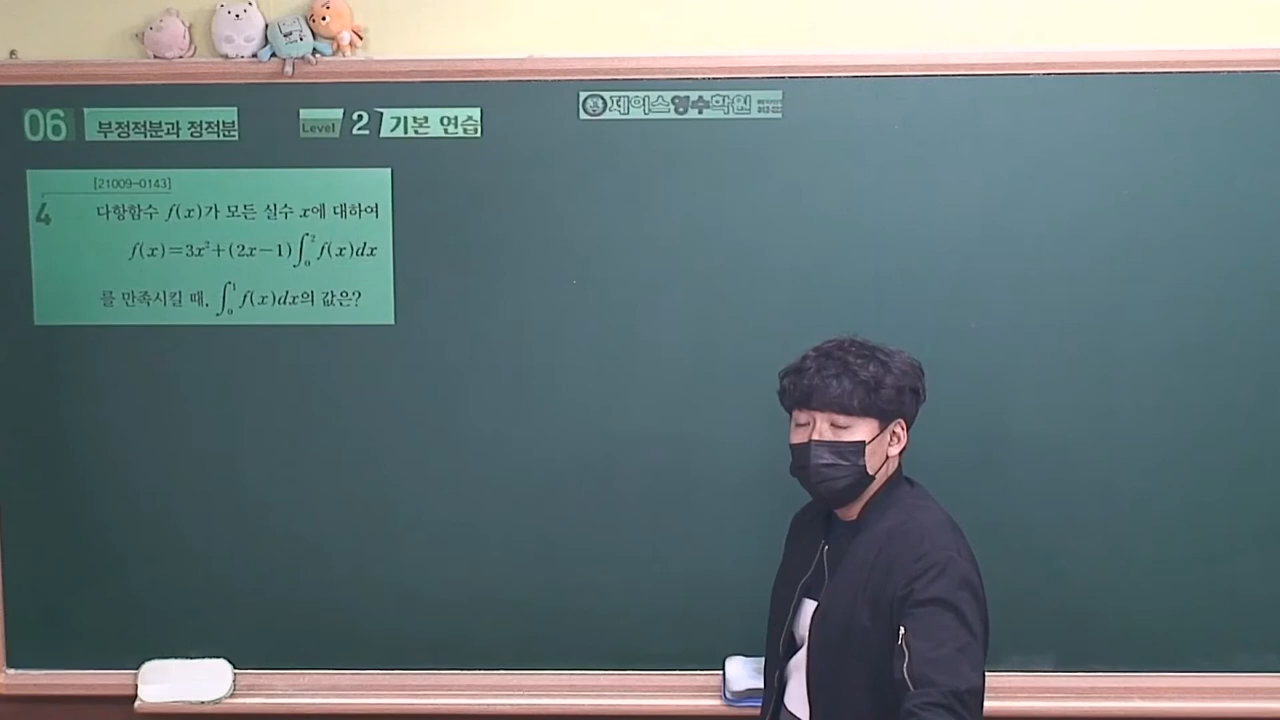 06 부정적분과 정적분 Level 2 기본 연습
제이스영수학원
[21009-0143]
4 다항함수 f(x)가 모든 실수 x에 대하여
f(x)=3x²+(2x-1)∫₀² f(x)dx
를 만족시킬 때, ∫₀¹ f(x)dx의 값은?